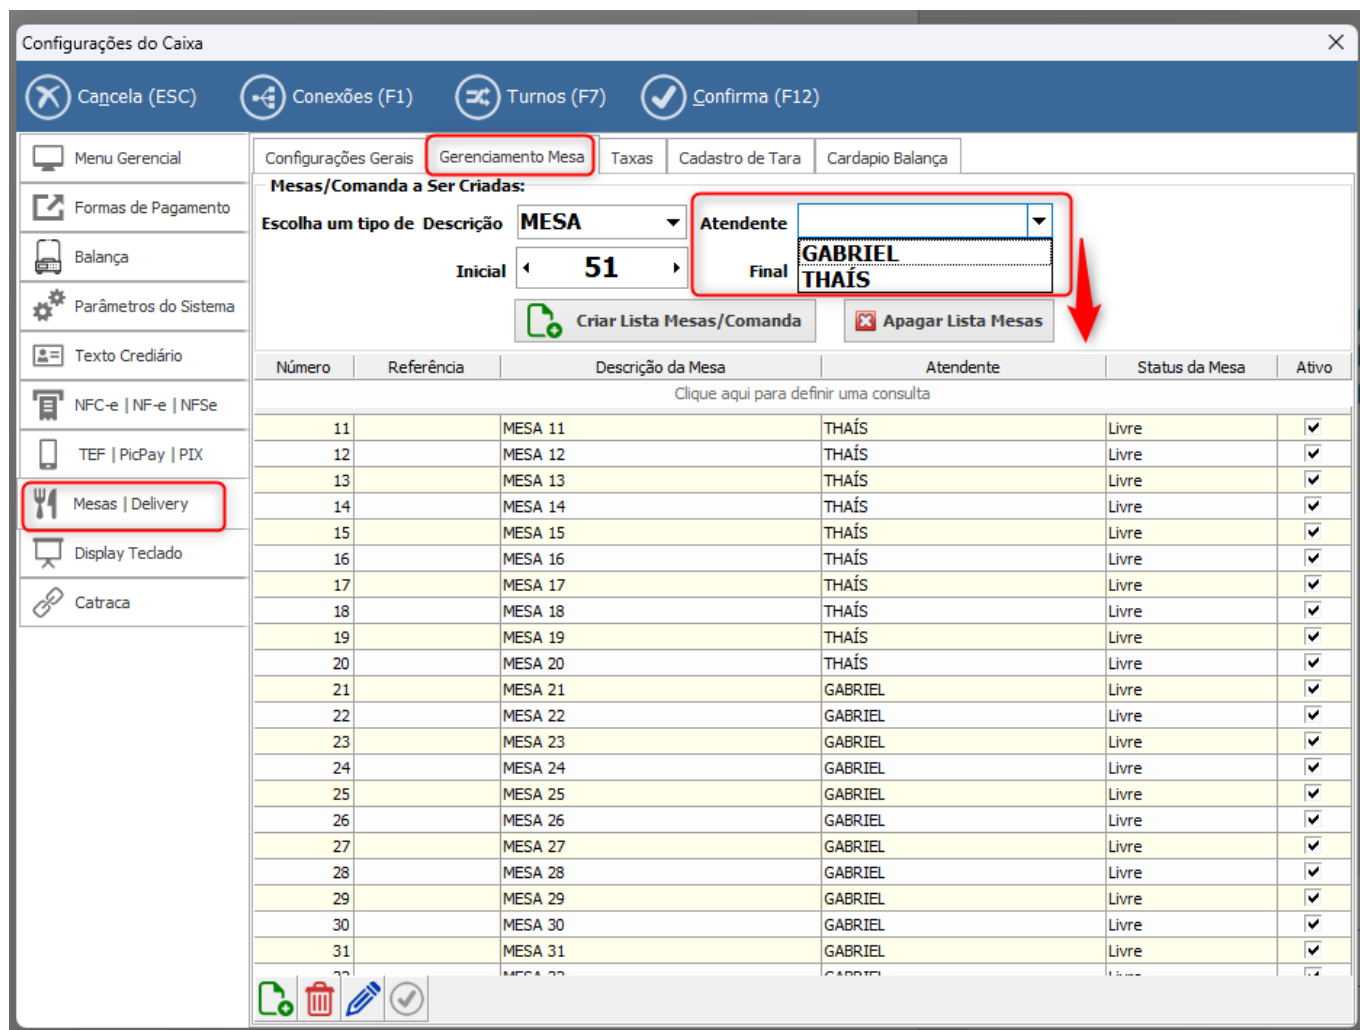 Configurações do Caixa
Cancela (ESC) Conexões (F1) Turnos (F7) Confirma (F12)
Menu Gerencial
Formas de Pagamento
Balança
Parâmetros do Sistema
Texto Crediário
NFC-e | NF-e | NFSe
TEF | PicPay | PIX
Mesas | Delivery
Display Teclado
Catraca
Configurações Gerais Gerenciamento Mesa Taxas Cadastro de Tara Cardapio Balança
Mesas/Comanda a Ser Criadas:
Escolha um tipo de Descrição MESA Atendente
GABRIEL
THAÍS
Inicial 51 Final
Criar Lista Mesas/Comanda Apagar Lista Mesas
Número Referência Descrição da Mesa Atendente Status da Mesa Ativo
Clique aqui para definir uma consulta
11 MESA 11 THAÍS Livre
12 MESA 12 THAÍS Livre
13 MESA 13 THAÍS Livre
14 MESA 14 THAÍS Livre
15 MESA 15 THAÍS Livre
16 MESA 16 THAÍS Livre
17 MESA 17 THAÍS Livre
18 MESA 18 THAÍS Livre
19 MESA 19 THAÍS Livre
20 MESA 20 THAÍS Livre
21 MESA 21 GABRIEL Livre
22 MESA 22 GABRIEL Livre
23 MESA 23 GABRIEL Livre
24 MESA 24 GABRIEL Livre
25 MESA 25 GABRIEL Livre
26 MESA 26 GABRIEL Livre
27 MESA 27 GABRIEL Livre
28 MESA 28 GABRIEL Livre
29 MESA 29 GABRIEL Livre
30 MESA 30 GABRIEL Livre
31 MESA 31 GABRIEL Livre